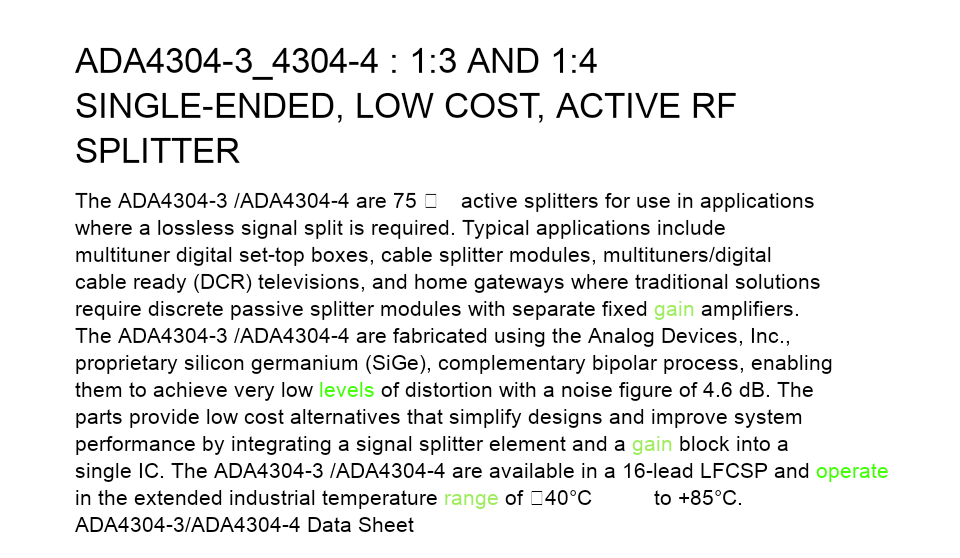 ADA4304-3_4304-4 : 1:3 AND 1:4
SINGLE-ENDED, LOW COST, ACTIVE RF
SPLITTER
The ADA4304-3 /ADA4304-4 are 75 □ active splitters for use in applications
where a lossless signal split is required. Typical applications include
multituner digital set-top boxes, cable splitter modules, multituners/digital
cable ready (DCR) televisions, and home gateways where traditional solutions
require discrete passive splitter modules with separate fixed gain amplifiers.
The ADA4304-3 /ADA4304-4 are fabricated using the Analog Devices, Inc.,
proprietary silicon germanium (SiGe), complementary bipolar process, enabling
them to achieve very low levels of distortion with a noise figure of 4.6 dB. The
parts provide low cost alternatives that simplify designs and improve system
performance by integrating a signal splitter element and a gain block into a
single IC. The ADA4304-3 /ADA4304-4 are available in a 16-lead LFCSP and operate
in the extended industrial temperature range of □40°C to +85°C.
ADA4304-3/ADA4304-4 Data Sheet